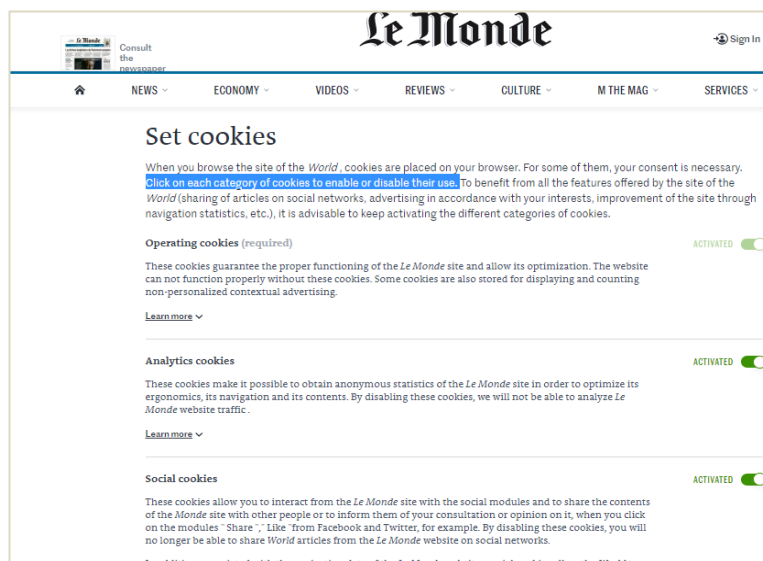 Le Monde
Consult
the
newspaper
Sign In
NEWS
ECONOMY
VIDEOS
REVIEWS
CULTURE
M THE MAG
SERVICES
Set cookies
When you browse the site of the World , cookies are placed on your browser. For some of them, your consent is necessary.
Click on each category of cookies to enable or disable their use. To benefit from all the features offered by the site of the
World (sharing of articles on social networks, advertising in accordance with your interests, improvement of the site through
navigation statistics, etc.), it is advisable to keep activating the different categories of cookies.
Operating cookies (required)
ACTIVATED
These cookies guarantee the proper functioning of the Le Monde site and allow its optimization. The website
can not function properly without these cookies. Some cookies are also stored for displaying and counting
non-personalized contextual advertising.
Learn more
Analytics cookies
ACTIVATED
These cookies make it possible to obtain anonymous statistics of the Le Monde site in order to optimize its
ergonomics, its navigation and its contents. By disabling these cookies, we will not be able to analyze Le
Monde website traffic .
Learn more
Social cookies
ACTIVATED
These cookies allow you to interact from the Le Monde site with the social modules and to share the contents
of the Monde site with other people or to inform them of your consultation or opinion on it, when you click
on the modules " Share "," Like "from Facebook and Twitter, for example. By disabling these cookies, you will
no longer be able to share World articles from the Le Monde website on social networks.